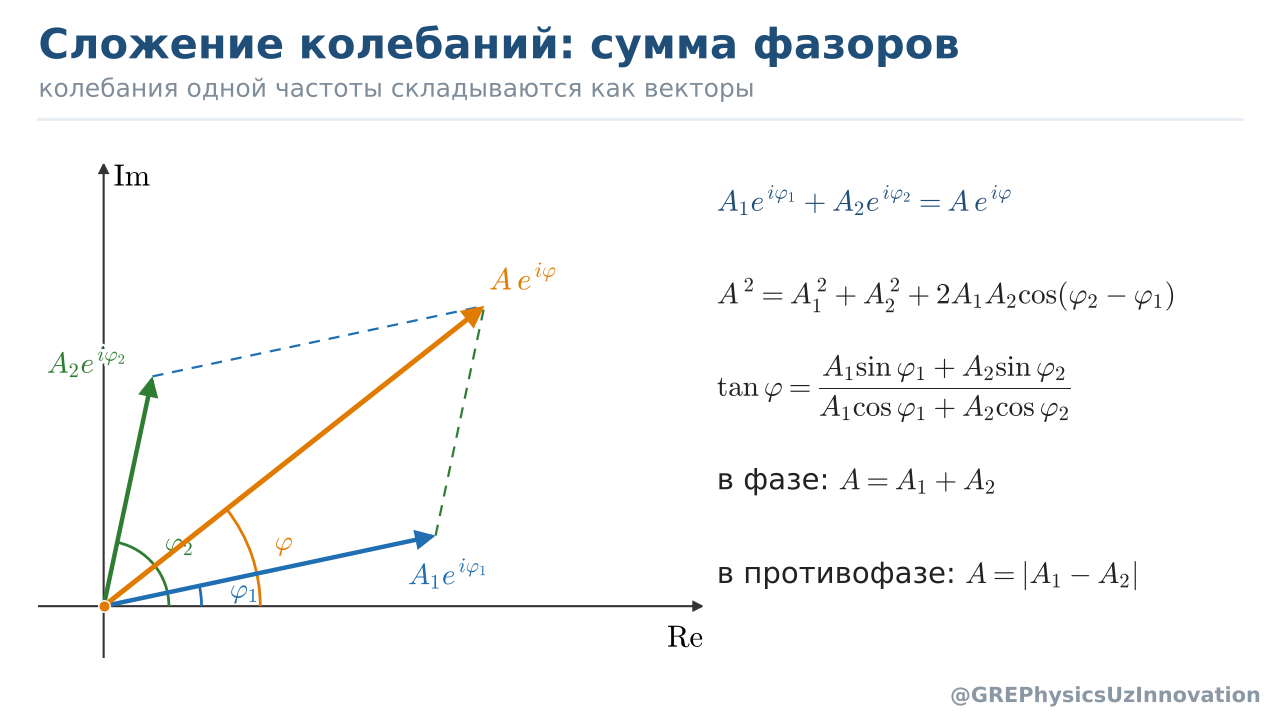 Сложение колебаний: сумма фазоров
колебания одной частоты складываются как векторы
Im
A₁e^{iφ₁} + A₂e^{iφ₂} = A e^{iφ}
A e^{iφ}
A² = A₁² + A₂² + 2A₁A₂cos(φ₂ − φ₁)
A₂e^{iφ₂}
tan φ = (A₁sin φ₁ + A₂sin φ₂)/(A₁cos φ₁ + A₂cos φ₂)
в фазе: A = A₁ + A₂
φ₂
φ
A₁e^{iφ₁}
в противофазе: A = |A₁ − A₂|
φ₁
Re
@GREPhysicsUzInnovation